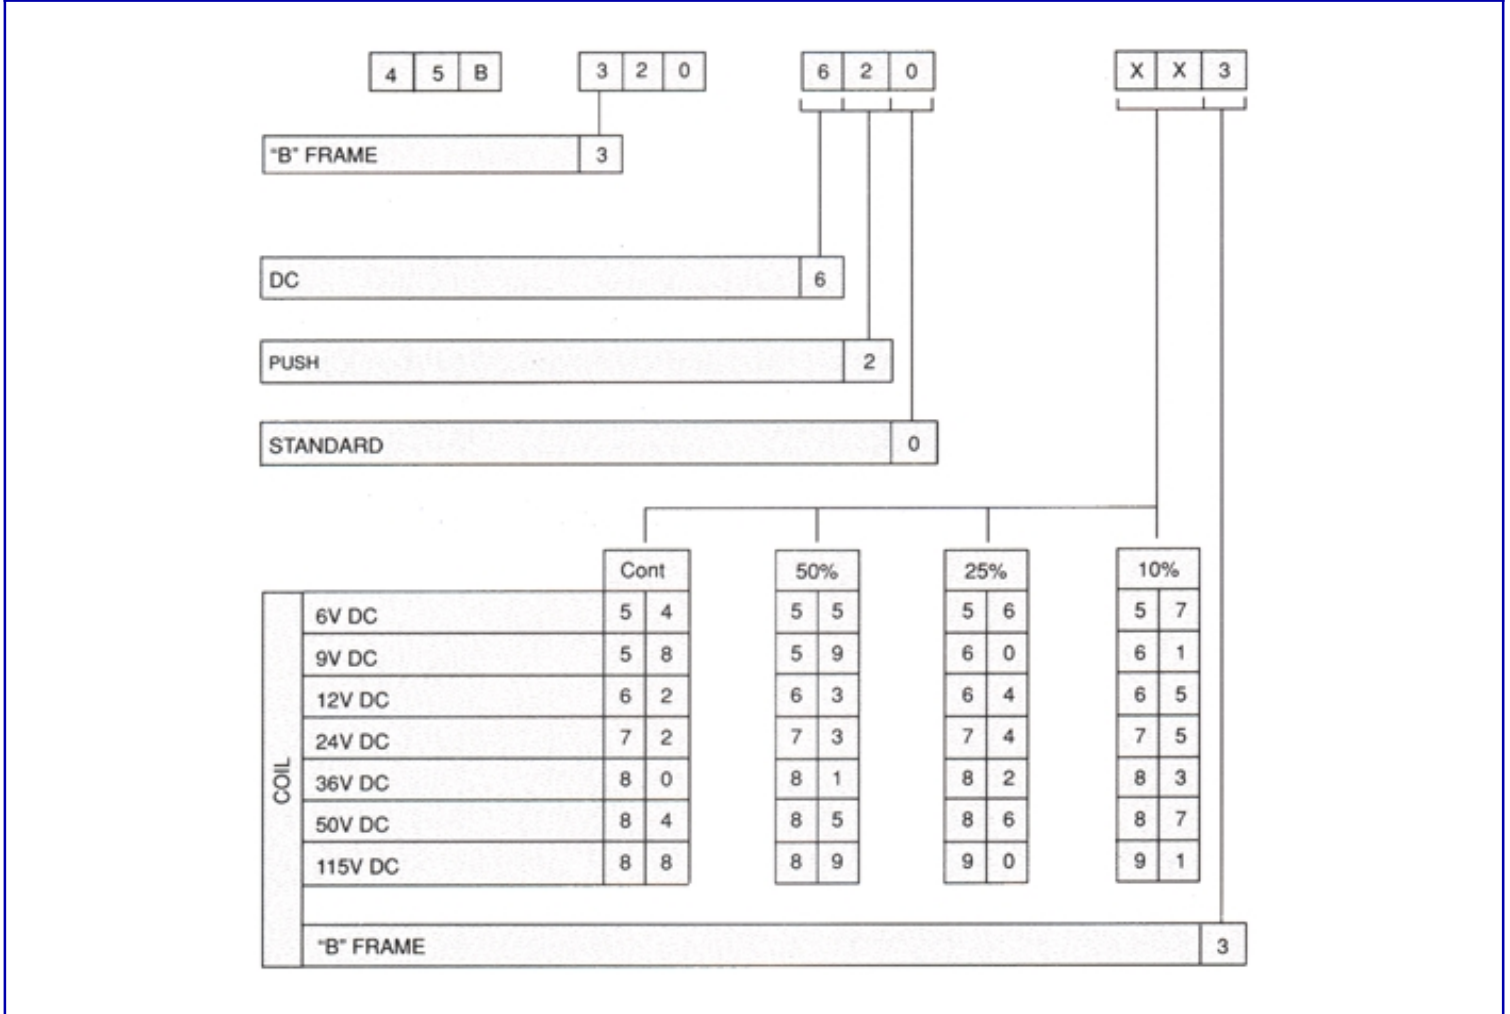 4 5 B 3 2 0 6 2 0 X X 3
"B" FRAME 3
DC 6
PUSH 2
STANDARD 0
Cont 50% 25% 10%
6V DC 5 4 5 5 5 6 5 7
9V DC 5 8 5 9 6 0 6 1
12V DC 6 2 6 3 6 4 6 5
24V DC 7 2 7 3 7 4 7 5
36V DC 8 0 8 1 8 2 8 3
50V DC 8 4 8 5 8 6 8 7
115V DC 8 8 8 9 9 0 9 1
COIL
"B" FRAME 3